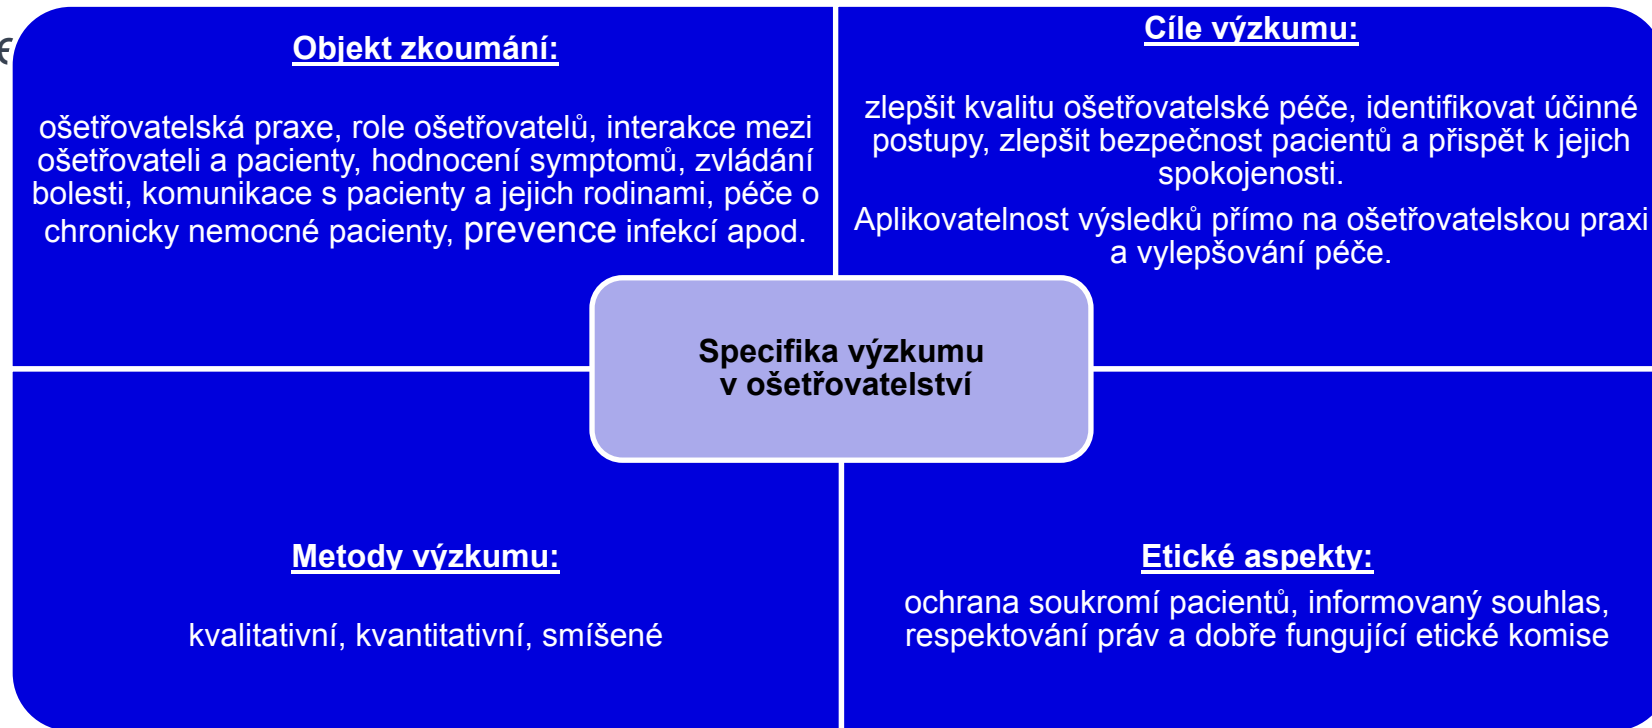 Objekt zkoumání:
ošetřovatelská praxe, role ošetřovatelů, interakce mezi
ošetřovateli a pacienty, hodnocení symptomů, zvládání
bolesti, komunikace s pacienty a jejich rodinami, péče o
chronicky nemocné pacienty, prevence infekcí apod.
Cíle výzkumu:
zlepšit kvalitu ošetřovatelské péče, identifikovat účinné
postupy, zlepšit bezpečnost pacientů a přispět k jejich
spokojenosti.
Aplikovatelnost výsledků přímo na ošetřovatelskou praxi
a vylepšování péče.
Specifika výzkumu
v ošetřovatelství
Metody výzkumu:
kvalitativní, kvantitativní, smíšené
Etické aspekty:
ochrana soukromí pacientů, informovaný souhlas,
respektování práv a dobře fungující etické komise